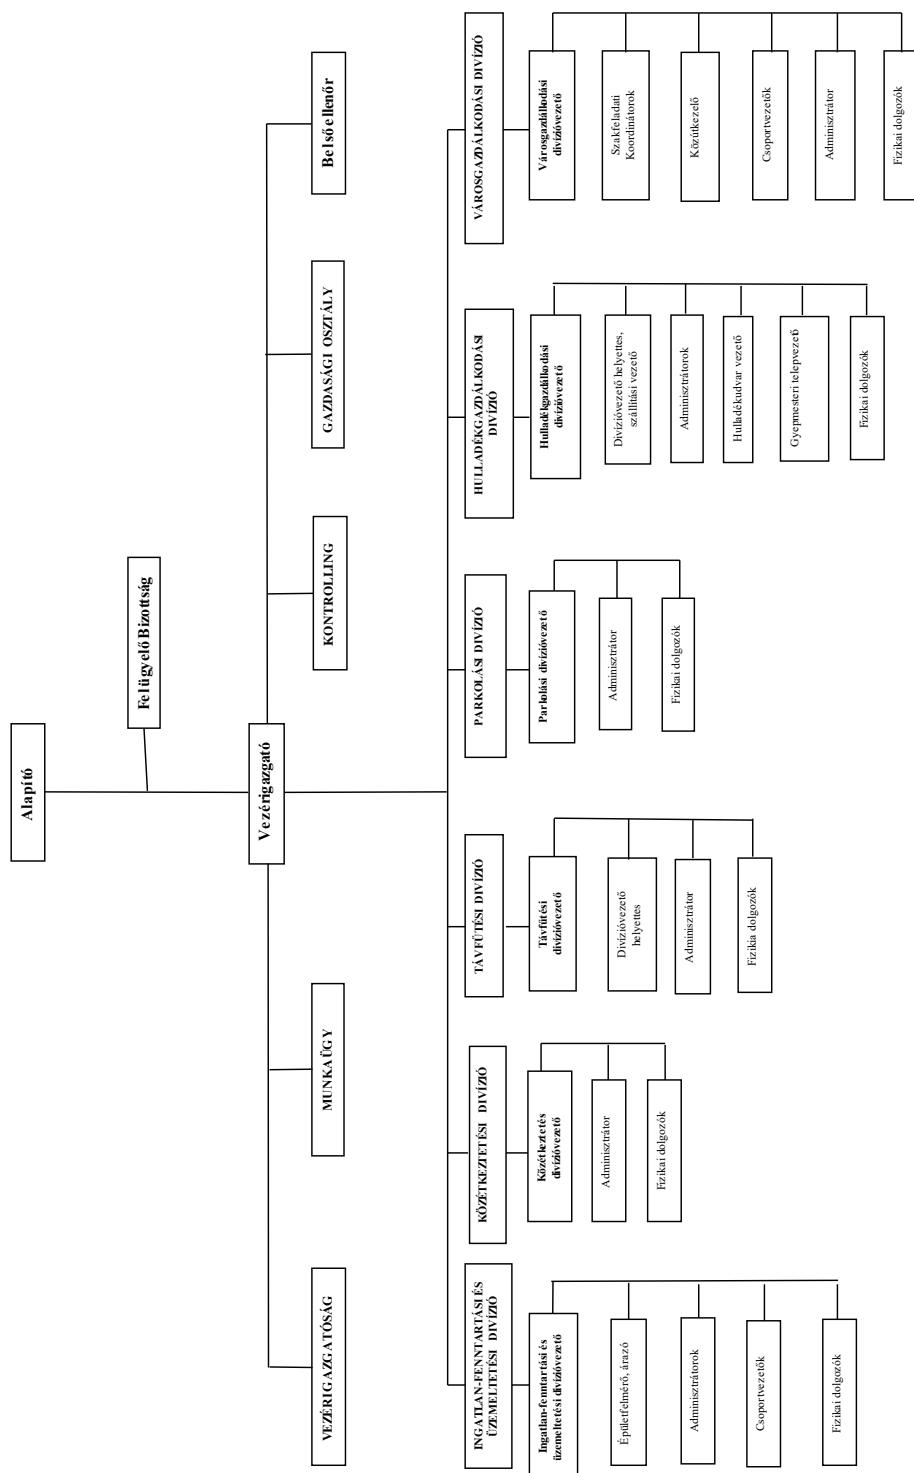 Alapító
Felügyelő Bizottság
Vezérigazgató
VEZÉRIGAZGATÓSÁG
MUNKAÜGY
KONTROLLING
GAZDASÁGI OSZTÁLY
Belső ellenőr
INGATLAN-FENNTARTÁSI ÉS
ÜZEMELTETÉSI DIVÍZIÓ
Ingatlan-fenntartási és
üzemeltetési divízióvezető
Épületfelmérő, árazó
Adminisztrátorok
Csoportvezetők
Fizikai dolgozók
KÖZÉTKEZTETÉSI DIVÍZIÓ
Közétkeztetés
divízióvezető
Adminisztrátor
Fizikai dolgozók
TÁVFŰTÉSI DIVÍZIÓ
Távfűtési
divízióvezető
Divízióvezető
helyettes
Adminisztrátor
Fizikia dolgozók
PARKOLÁSI DIVÍZIÓ
Parkolási divízióvezető
Adminisztrátor
Fizikai dolgozók
HULLADÉKGAZDÁLKODÁSI
DIVÍZIÓ
Hulladékgazdálkodási
divízióvezető
Divízióvezető helyettes,
szállítási vezető
Adminisztrátorok
Hulladékudvar vezető
Gyepmesteri telepvezető
Fizikai dolgozók
VÁROSGAZDÁLKODÁSI DIVÍZIÓ
Városgazdálkodási
divízióvezető
Szakfeladati
Koordinátorok
Közútkezelő
Csoportvezetők
Adminisztrátor
Fizikai dolgozók